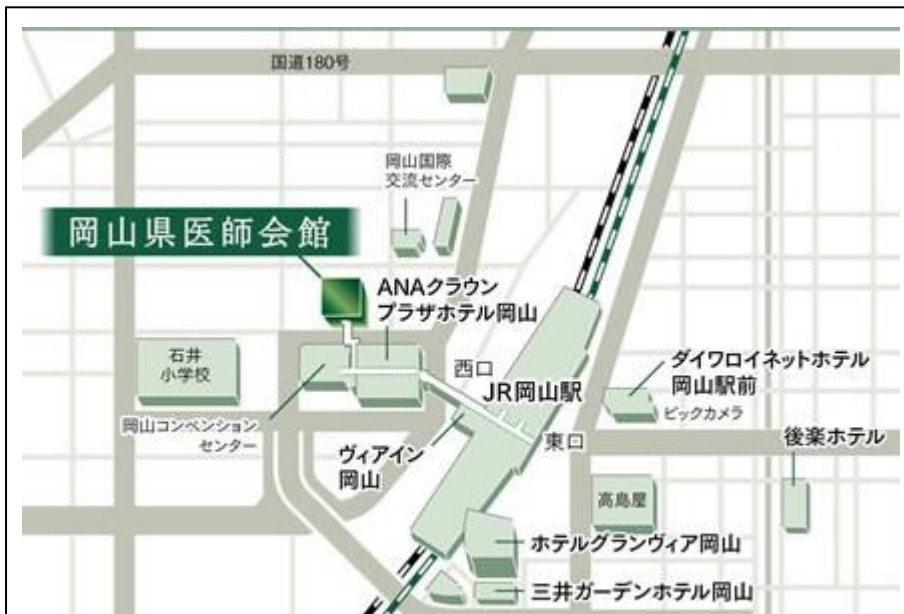 国道180号
岡山国際
交流センター
岡山県医師会館
ANAクラウン
プラザホテル岡山
石井
小学校
西口
JR岡山駅
ダイワロイネットホテル
岡山駅前
ビックカメラ
岡山コンベンション
センター
ヴィアイン
岡山
東口
後楽ホテル
高島屋
ホテルグランヴィア岡山
三井ガーデンホテル岡山